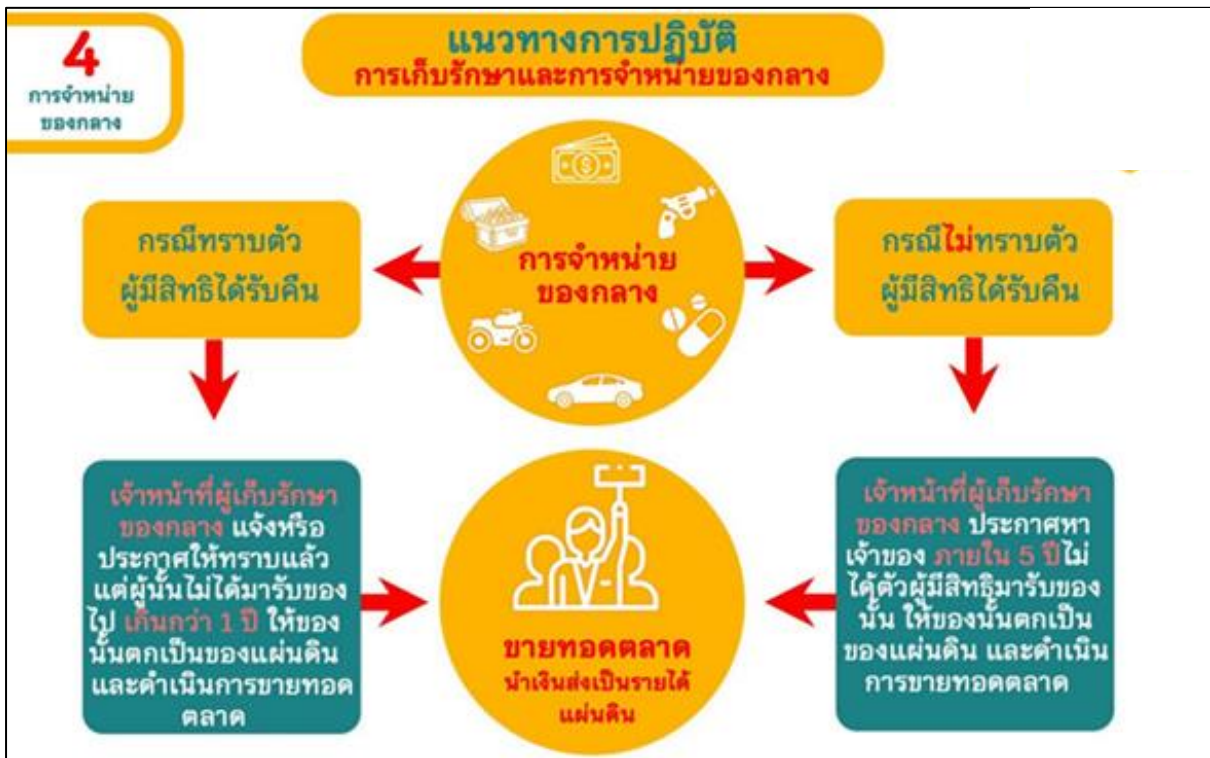 4
การจำหน่าย
ของกลาง
แนวทางการปฏิบัติ
การเก็บรักษาและการจำหน่ายของกลาง
กรณีทราบตัว
ผู้มีสิทธิได้รับคืน
การจำหน่าย
ของกลาง
กรณีไม่ทราบตัว
ผู้มีสิทธิได้รับคืน
เจ้าหน้าที่ผู้เก็บรักษา
ของกลาง แจ้งหรือ
ประกาศให้ทราบแล้ว
แต่ผู้นั้นไม่ได้มารับของ
ไป เกินกว่า 1 ปี ให้ของ
นั้นตกเป็นของแผ่นดิน
และดำเนินการขายทอด
ตลาด
ขายทอดตลาด
นำเงินส่งเป็นรายได้
แผ่นดิน
เจ้าหน้าที่ผู้เก็บรักษา
ของกลาง ประกาศหา
เจ้าของ ภายใน 5 ปีไม่
ได้ตัวผู้มีสิทธิมารับของ
นั้น ให้ของนั้นตกเป็น
ของแผ่นดิน และดำเนิน
การขายทอดตลาด